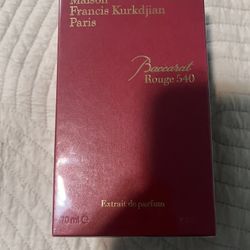 Maison
Francis Kurkdjian
Paris
Baccarat
Rouge 540
Extrait de parfum
70 ml ℮